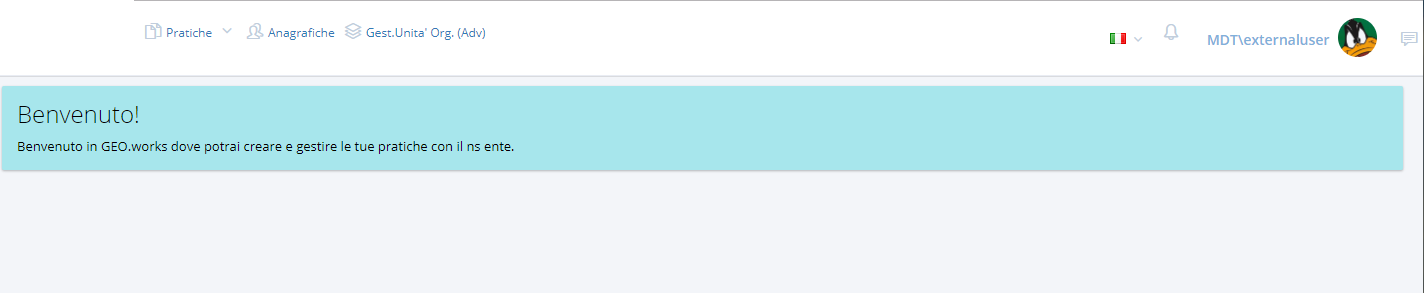 Pratiche Anagrafiche Gest.Unita' Org. (Adv)
MDT\externaluser
Benvenuto!
Benvenuto in GEO.works dove potrai creare e gestire le tue pratiche con il ns ente.